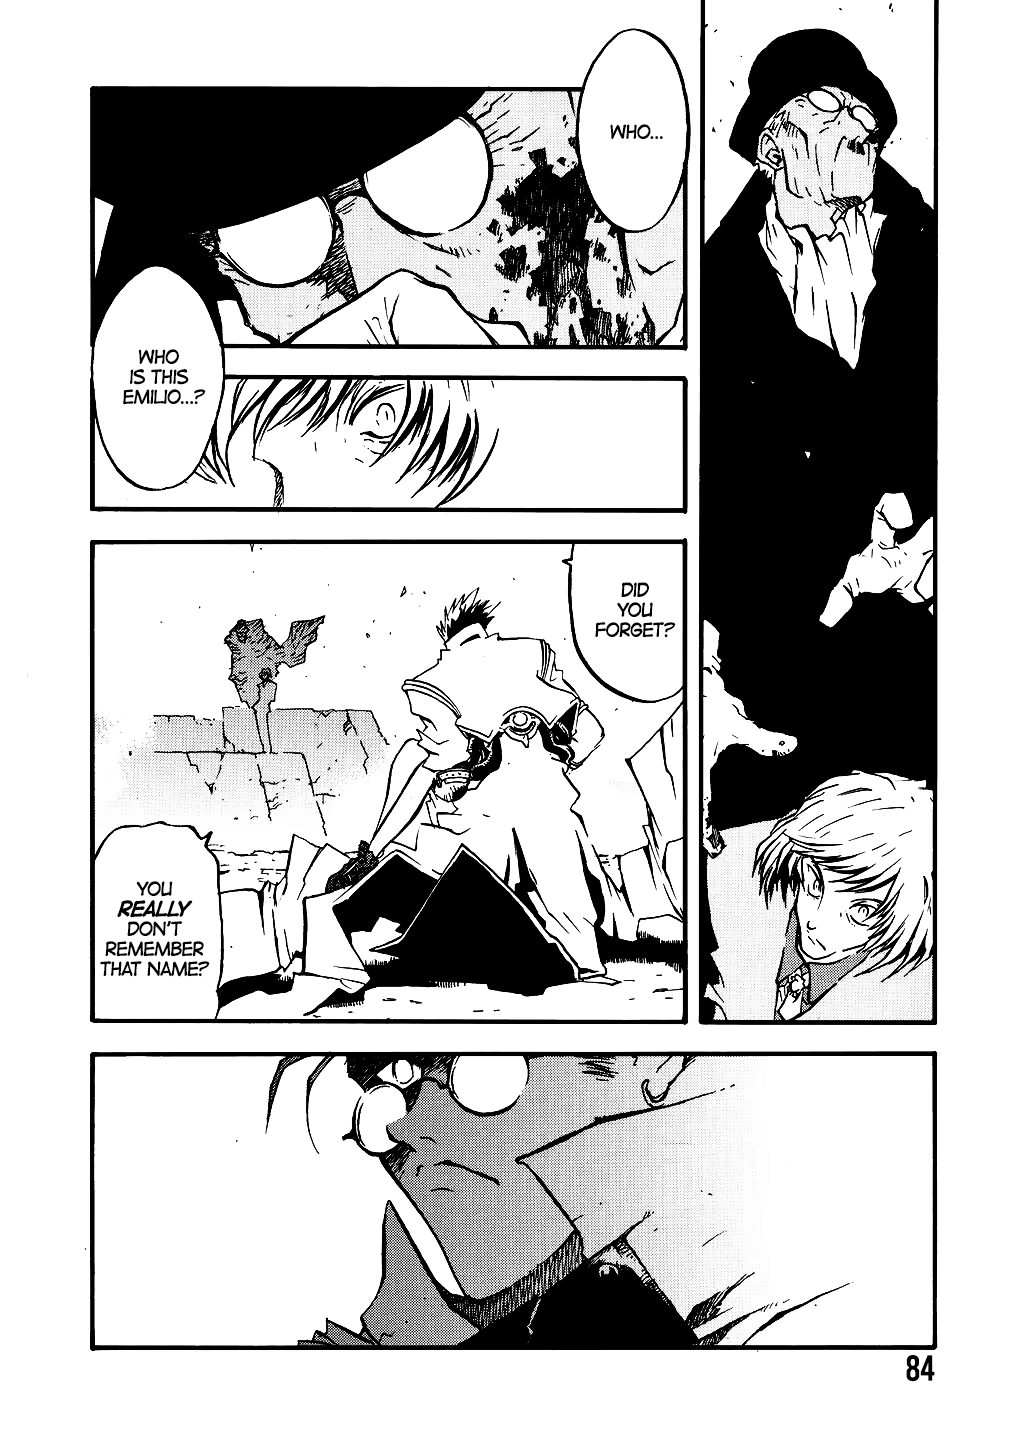 WHO...
WHO
IS THIS
EMILIO...?
DID
YOU
FORGET?
YOU
REALLY
DON'T
REMEMBER
THAT NAME?
84